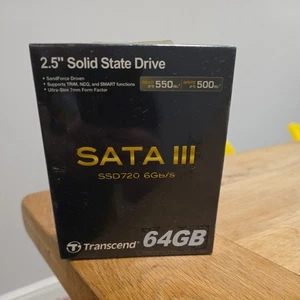 2.5" Solid State Drive
• SandForce Driven
• Supports TRIM, NCQ, and SMART functions
• Ultra-Slim 7mm Form Factor
550
500
SATA III
SSD720 6Gb/s
Transcend
64GB